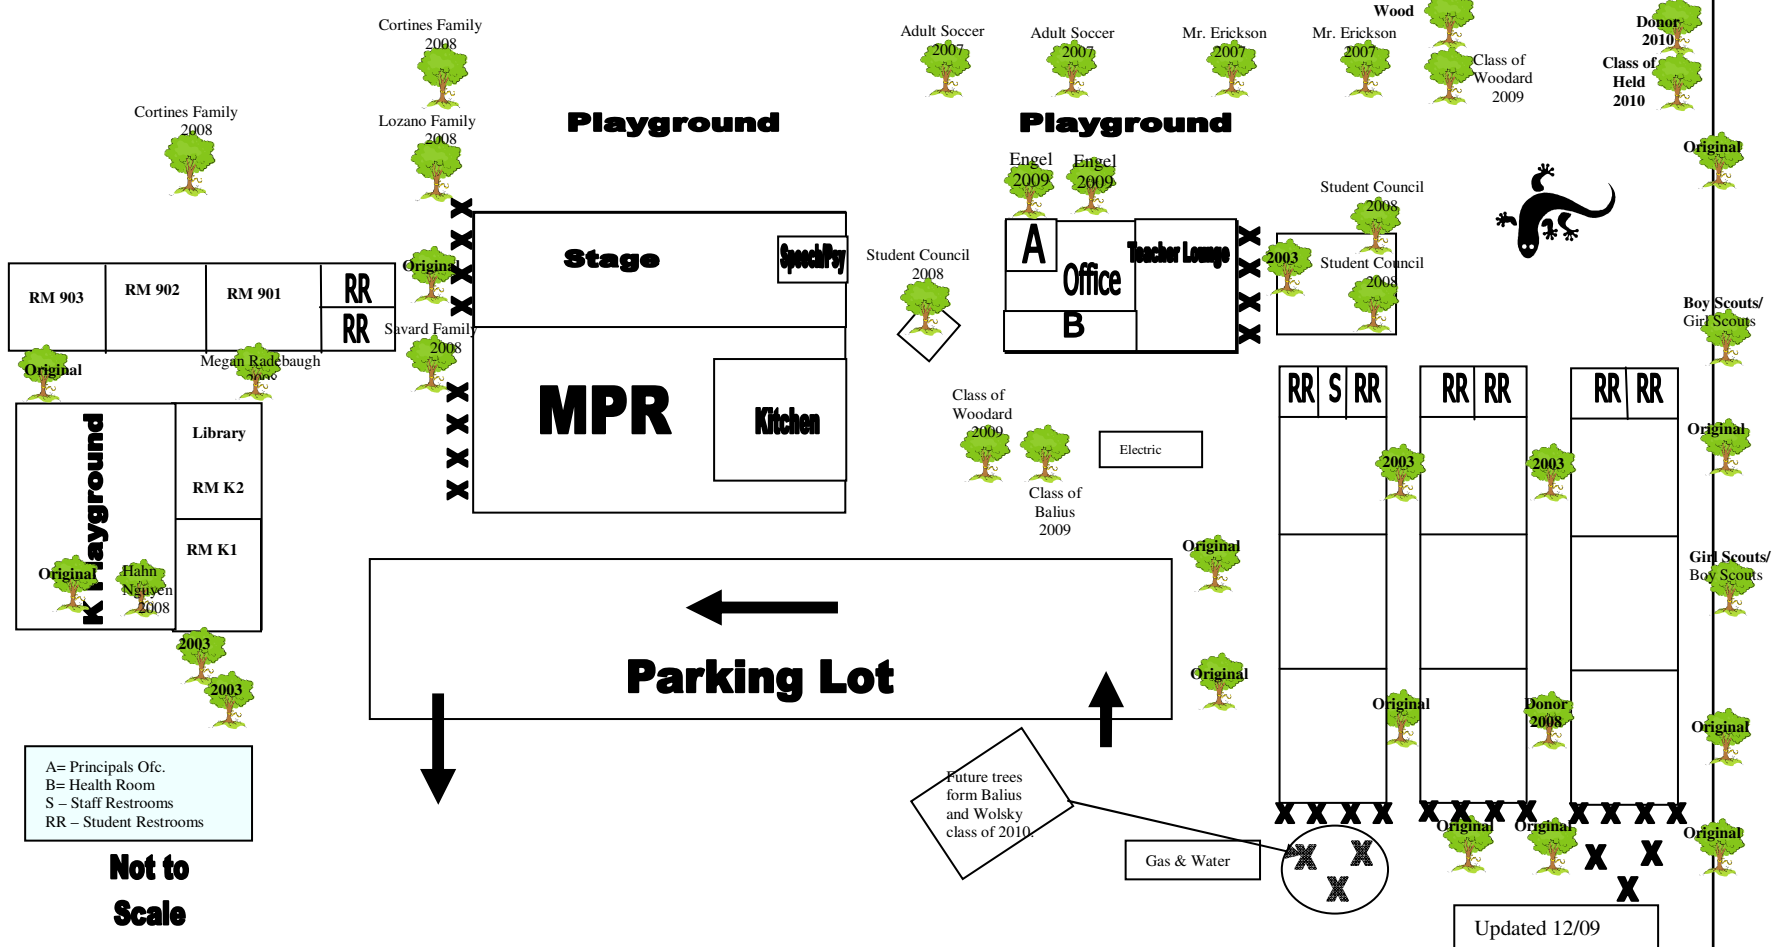 Cortines Family
2008
Adult Soccer
2007
Adult Soccer
2007
Mr. Erickson
2007
Mr. Erickson
2007
Wood
Class of
Woodard
2009
Donor
2010
Class of
Held
2010
Cortines Family
2008
Lozano Family
2008
Playground
Playground
Original
Engel
2009
Engel
2009
Student Council
2008
Student Council
2008
Stage
Speech/Psy
Student Council
2008
A
Office
Teacher Lounge
B
X
X
X
X
X
X
X
X
2003
Original
RM 903
RM 902
RM 901
RR
RR
Savard Family
2008
Boy Scouts/
Girl Scouts
Original
Megan Radebaugh
2008
K Playground
Library
RM K2
RM K1
MPR
Kitchen
X
X
X
X
Class of
Woodard
2009
Class of
Balius
2009
Electric
RR
S
RR
RR
RR
RR
RR
2003
2003
Original
Original
Hahn
Nguyen
2008
2003
2003
Parking Lot
Original
Original
Original
Donor
2008
Girl Scouts/
Boy Scouts
Original
A= Principals Ofc.
B= Health Room
S – Staff Restrooms
RR – Student Restrooms
Not to
Scale
Future trees
form Balius
and Wolsky
class of 2010.
Gas & Water
X X X X
X X X X
X X X X
Original
Original
Original
X X
X
X X
X
Updated 12/09